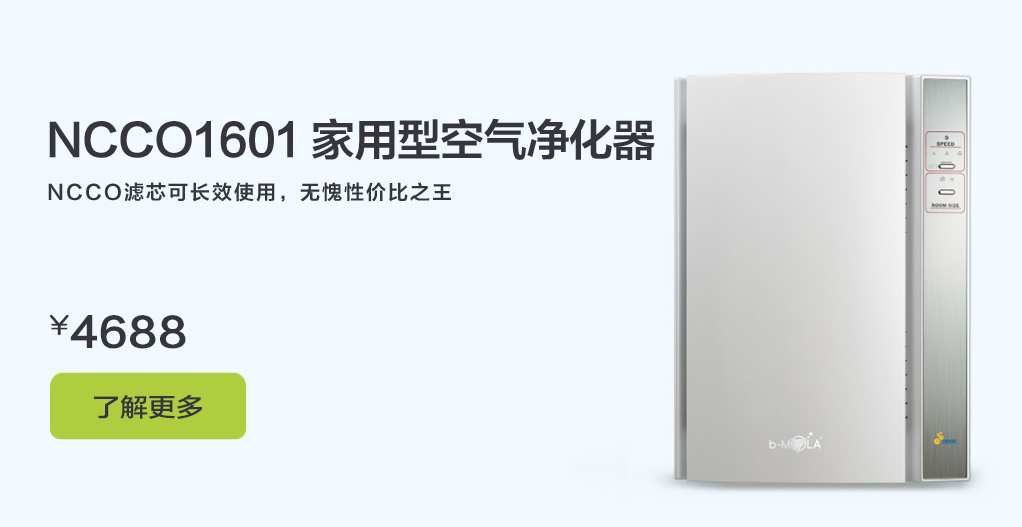 NCCO1601 家用型空气净化器
NCCO滤芯可长效使用，无愧性价比之王
¥4688
了解更多
SPEED
ROOM SIZE
b-MOLA